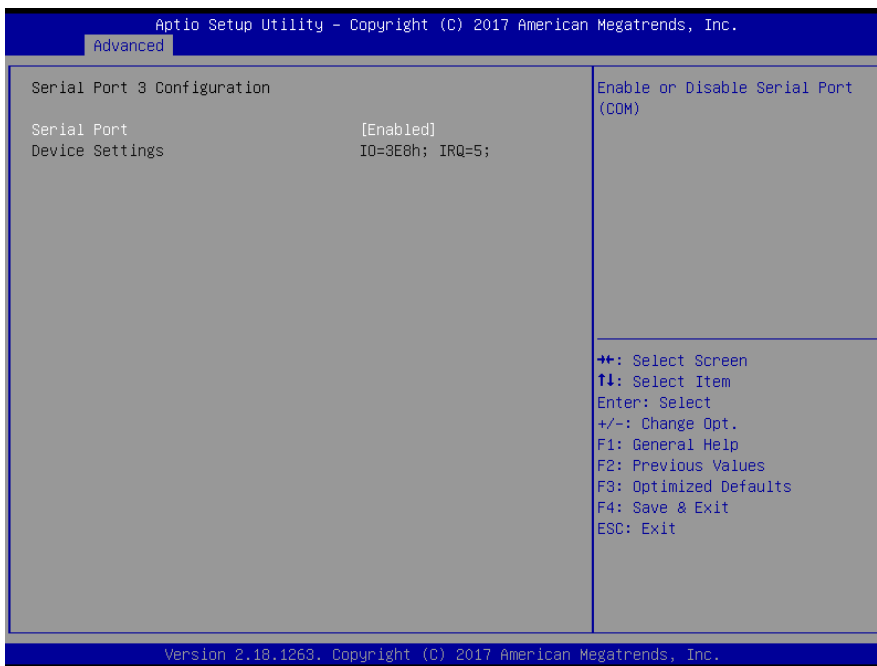 Aptio Setup Utility – Copyright (C) 2017 American Megatrends, Inc.
Advanced
Serial Port 3 Configuration
Serial Port [Enabled]
Device Settings IO=3E8h; IRQ=5;
Enable or Disable Serial Port
(COM)
→←: Select Screen
↑↓: Select Item
Enter: Select
+/-: Change Opt.
F1: General Help
F2: Previous Values
F3: Optimized Defaults
F4: Save & Exit
ESC: Exit
Version 2.18.1263. Copyright (C) 2017 American Megatrends, Inc.